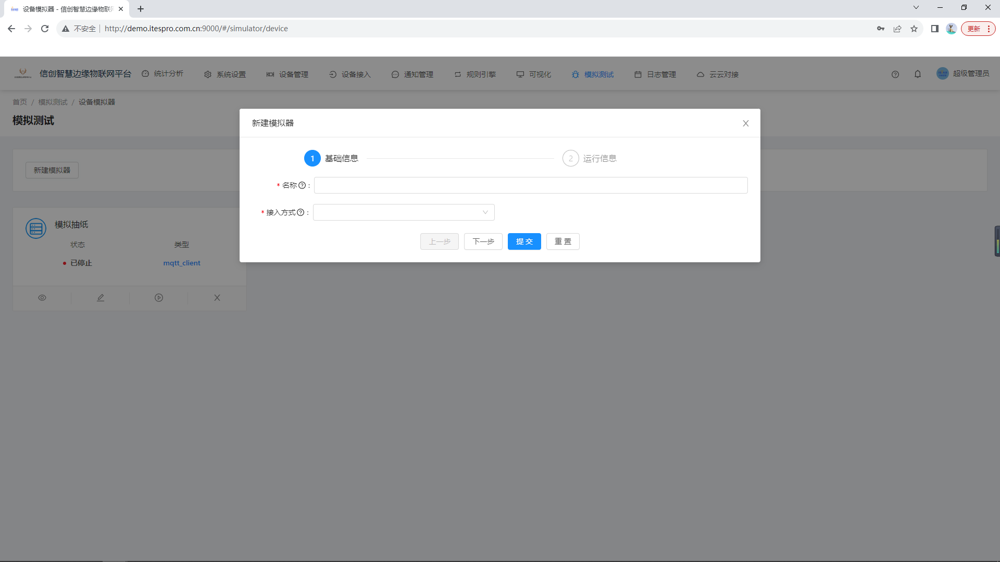 设备模拟器 - 信创智慧边缘物联网
不安全 http://demo.itespro.com.cn:9000/#/simulator/device
更新
信创智慧边缘物联网平台 统计分析 系统设置 设备管理 设备接入 通知管理 规则引擎 可视化 模拟测试 日志管理 云云对接 超级管理员
首页 / 模拟测试 / 设备模拟器
模拟测试
新建模拟器
新建模拟器
1 基础信息 2 运行信息
* 名称 :
* 接入方式 :
上一步 下一步 提交 重置
模拟抽纸
状态 类型
已停止 mqtt_client